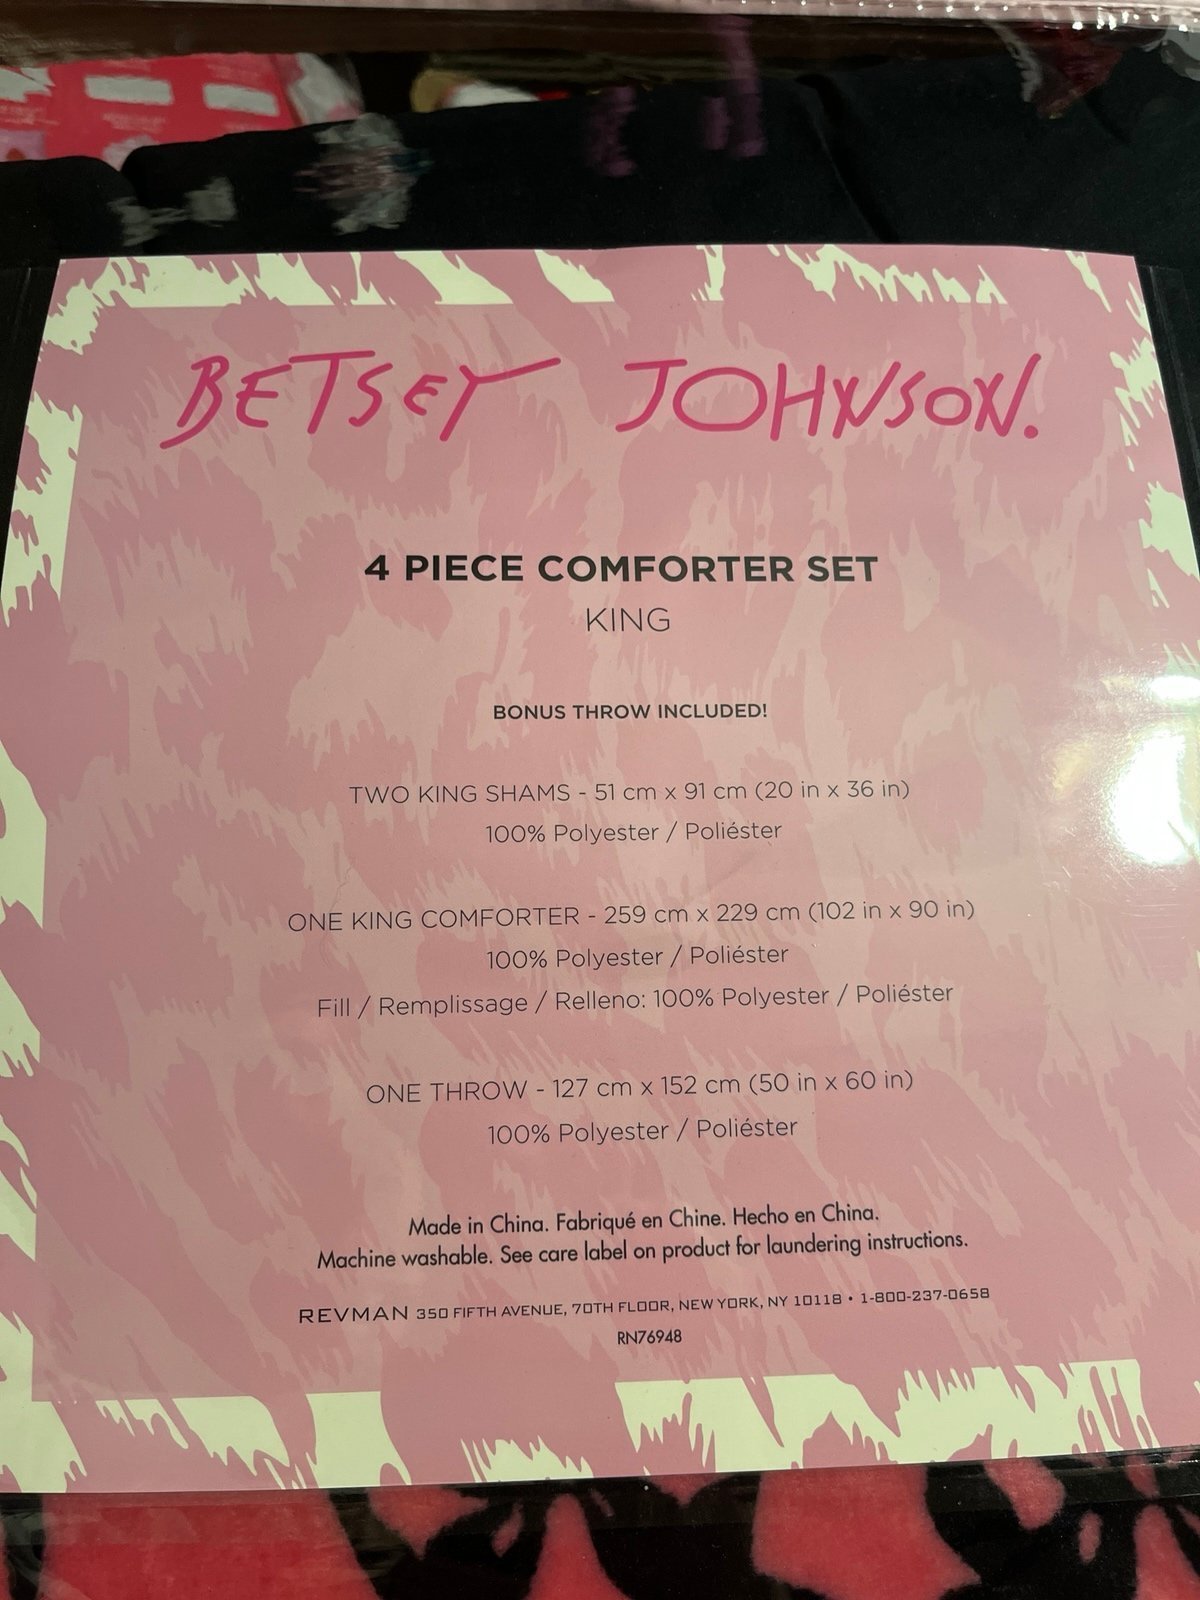 BETSEY JOHNSON.
4 PIECE COMFORTER SET
KING
BONUS THROW INCLUDED!
TWO KING SHAMS - 51 cm x 91 cm (20 in x 36 in)
100% Polyester / Poliéster
ONE KING COMFORTER - 259 cm x 229 cm (102 in x 90 in)
100% Polyester / Poliéster
Fill / Remplissage / Relleno: 100% Polyester / Poliéster
ONE THROW - 127 cm x 152 cm (50 in x 60 in)
100% Polyester / Poliéster
Made in China. Fabriqué en Chine. Hecho en China.
Machine washable. See care label on product for laundering instructions.
REVMAN 350 FIFTH AVENUE, 70TH FLOOR, NEW YORK, NY 10118 • 1-800-237-0658
RN76948